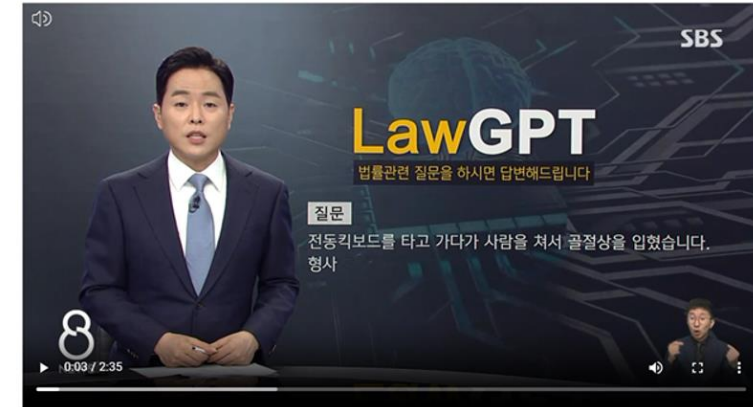 SBS
LawGPT
법률관련 질문을 하시면 답변해드립니다
질문
전동킥보드를 타고 가다가 사람을 쳐서 골절상을 입혔습니다.
형사
8
0:03 / 2:35